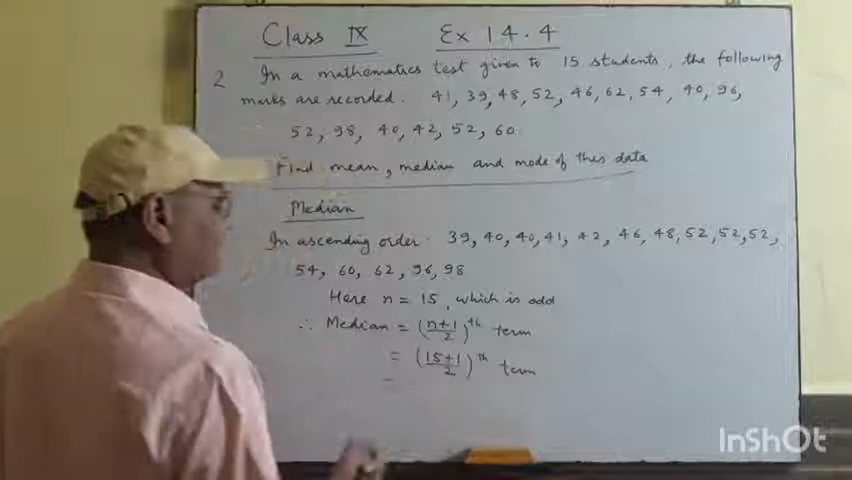 Class IX Ex 14.4
2 In a mathematics test given to 15 students, the following
marks are recorded. 41, 39, 48, 52, 46, 62, 54, 40, 96,
52, 98, 40, 42, 52, 60
Find mean, median and mode of this data
Median
In ascending order. 39, 40, 40, 41, 42, 46, 48, 52, 52, 52,
54, 60, 62, 96, 98
Here n = 15, which is odd
∴ Median = (n+1/2)th term
= (15+1/2)th term
=
InShOt